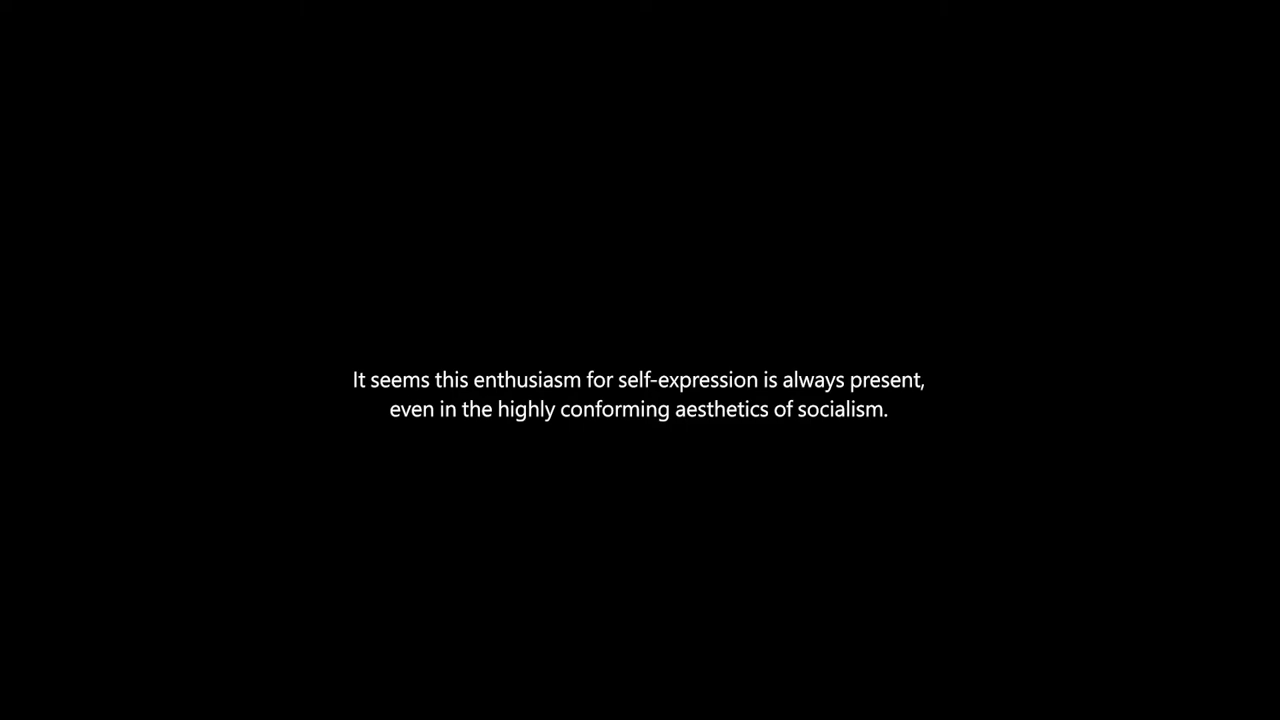 It seems this enthusiasm for self-expression is always present,
even in the highly conforming aesthetics of socialism.